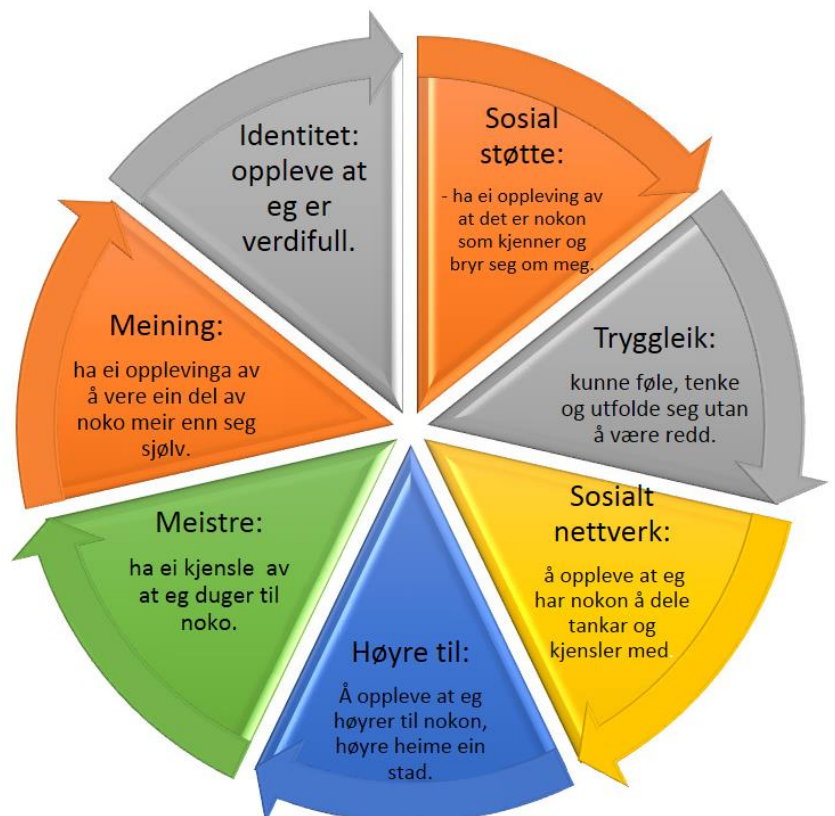 Identitet:
oppleve at
eg er
verdifull.
Sosial
støtte:
- ha ei oppleving av
at det er nokon
som kjenner og
bryr seg om meg.
Tryggleik:
kunne føle, tenke
og utfolde seg utan
å være redd.
Sosialt
nettverk:
å oppleve at eg
har nokon å dele
tankar og
kjensler med.
Høyre til:
Å oppleve at eg
høyrer til nokon,
høyre heime ein
stad.
Meistre:
ha ei kjensle av
at eg duger til
noko.
Meining:
ha ei opplevinga av
å vere ein del av
noko meir enn seg
sjølv.